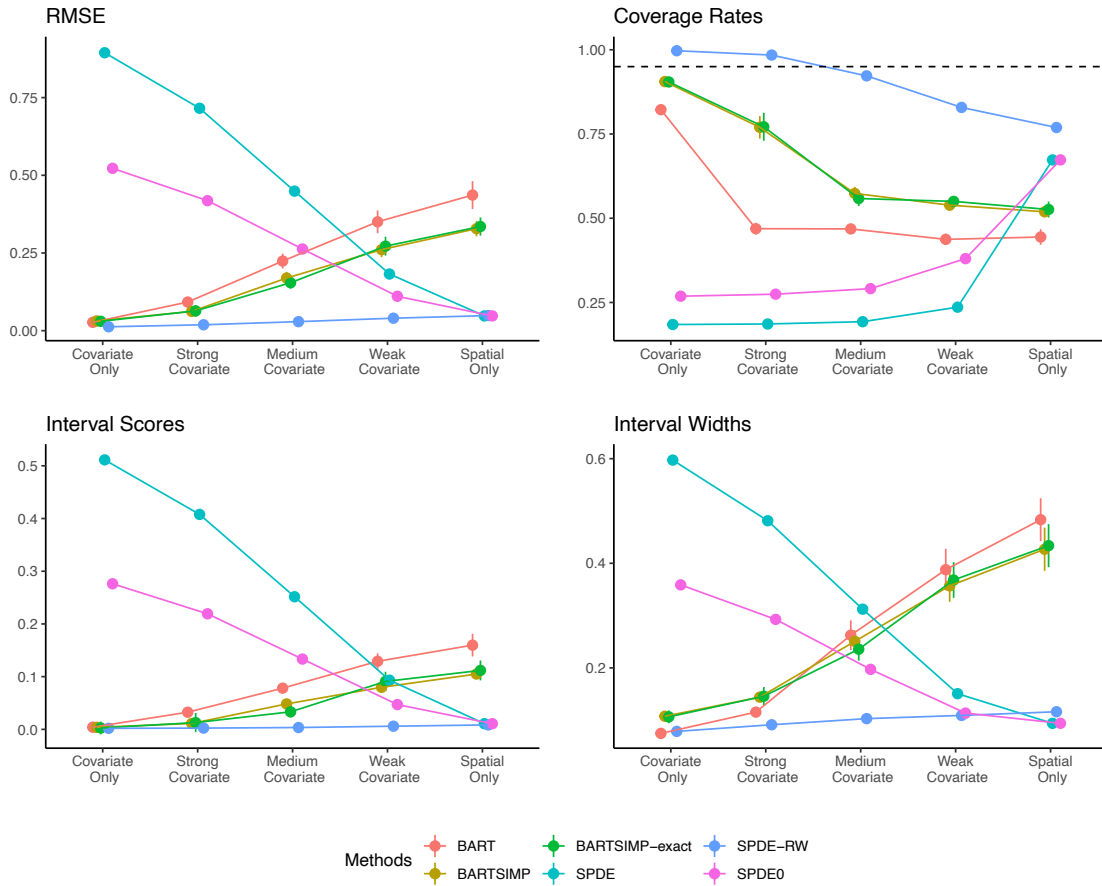 RMSE
0.75
0.50
0.25
0.00
Covariate Only
Strong Covariate
Medium Covariate
Weak Covariate
Spatial Only
Coverage Rates
1.00
0.75
0.50
0.25
Covariate Only
Strong Covariate
Medium Covariate
Weak Covariate
Spatial Only
Interval Scores
0.5
0.4
0.3
0.2
0.1
0.0
Covariate Only
Strong Covariate
Medium Covariate
Weak Covariate
Spatial Only
Interval Widths
0.6
0.4
0.2
Covariate Only
Strong Covariate
Medium Covariate
Weak Covariate
Spatial Only
Methods
BART
BARTSIMP
BARTSIMP−exact
SPDE
SPDE−RW
SPDE0